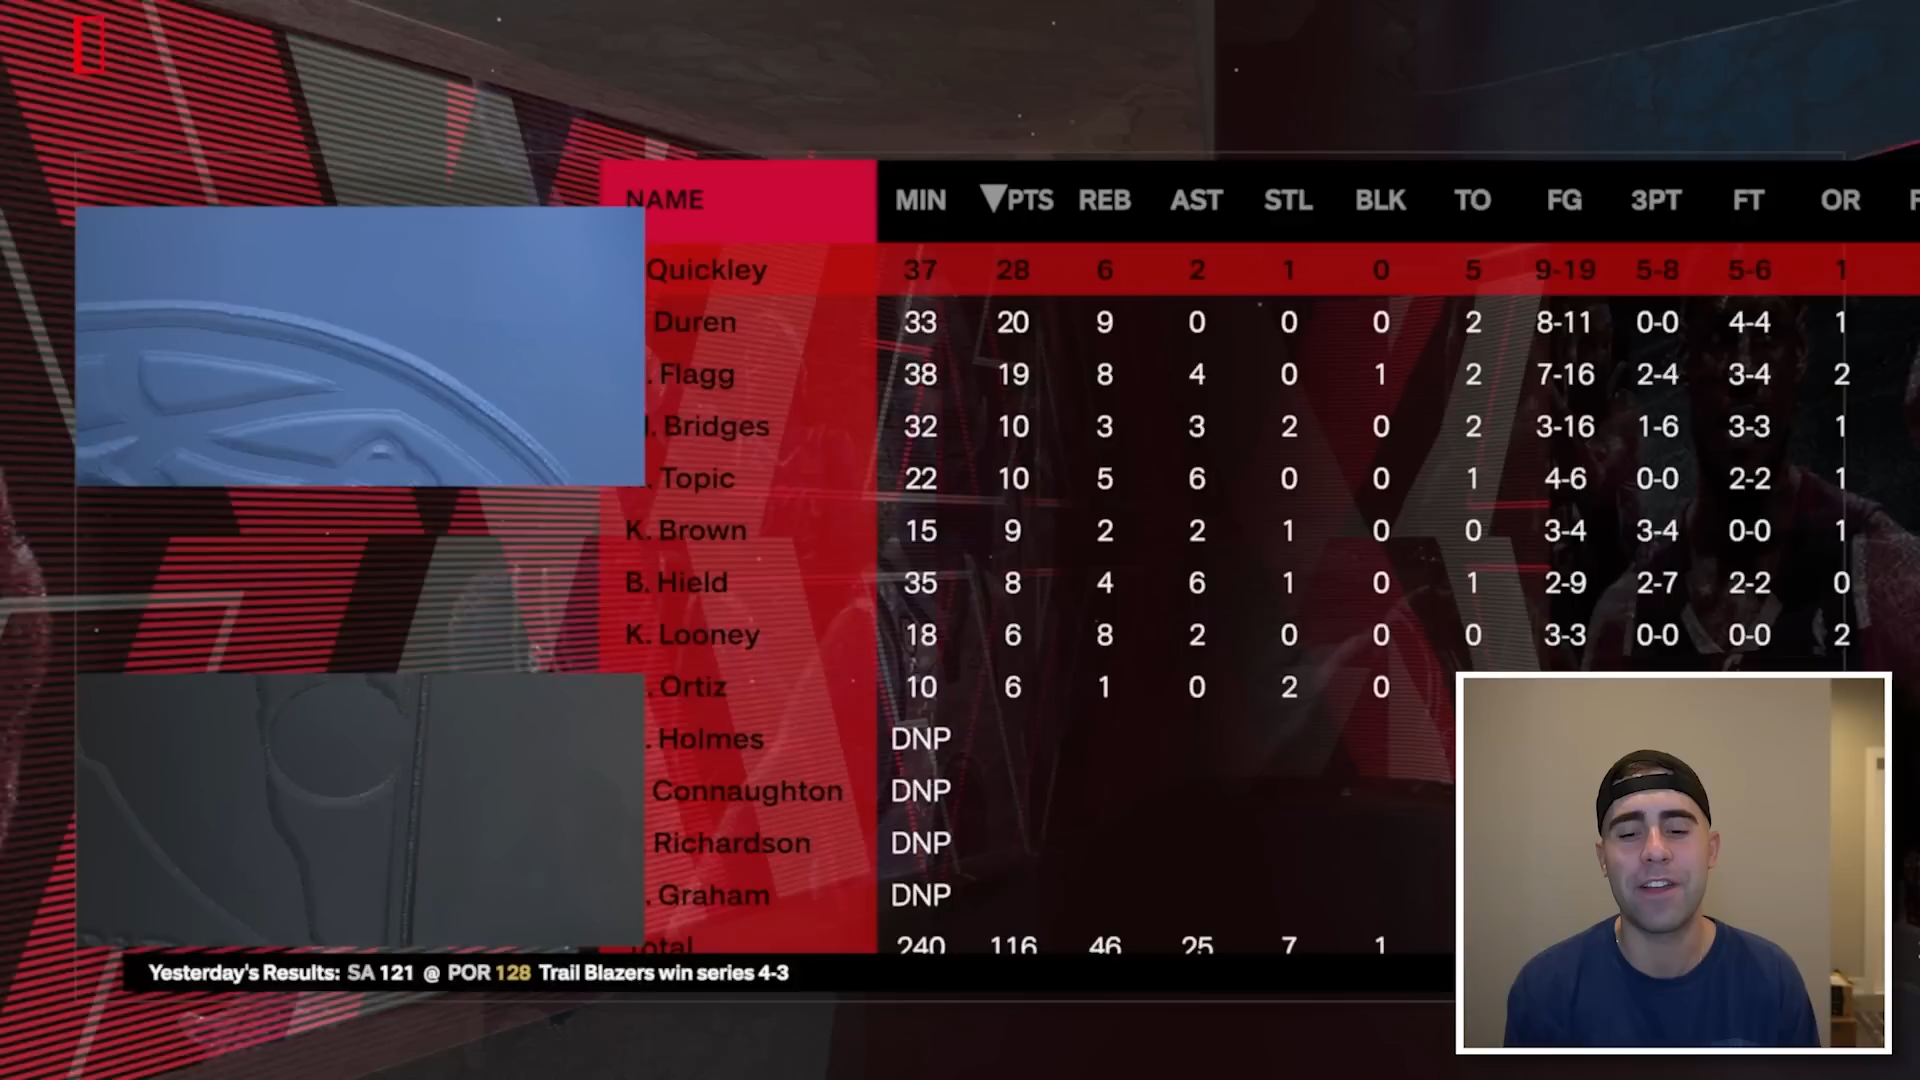 NAME MIN ▼PTS REB AST STL BLK TO FG 3PT FT OR
Quickley 37 28 6 2 1 0 5 9-19 5-8 5-6 1
Duren 33 20 9 0 0 0 2 8-11 0-0 4-4 1
. Flagg 38 19 8 4 0 1 2 7-16 2-4 3-4 2
. Bridges 32 10 3 3 2 0 2 3-16 1-6 3-3 1
. Topic 22 10 5 6 0 0 1 4-6 0-0 2-2 1
K. Brown 15 9 2 2 1 0 0 3-4 3-4 0-0 1
B. Hield 35 8 4 6 1 0 1 2-9 2-7 2-2 0
K. Looney 18 6 8 2 0 0 0 3-3 0-0 0-0 2
. Ortiz 10 6 1 0 2 0
. Holmes DNP
Connaughton DNP
Richardson DNP
. Graham DNP
Total 240 116 46 25 7 1
Yesterday's Results: SA 121 @ POR 128 Trail Blazers win series 4-3